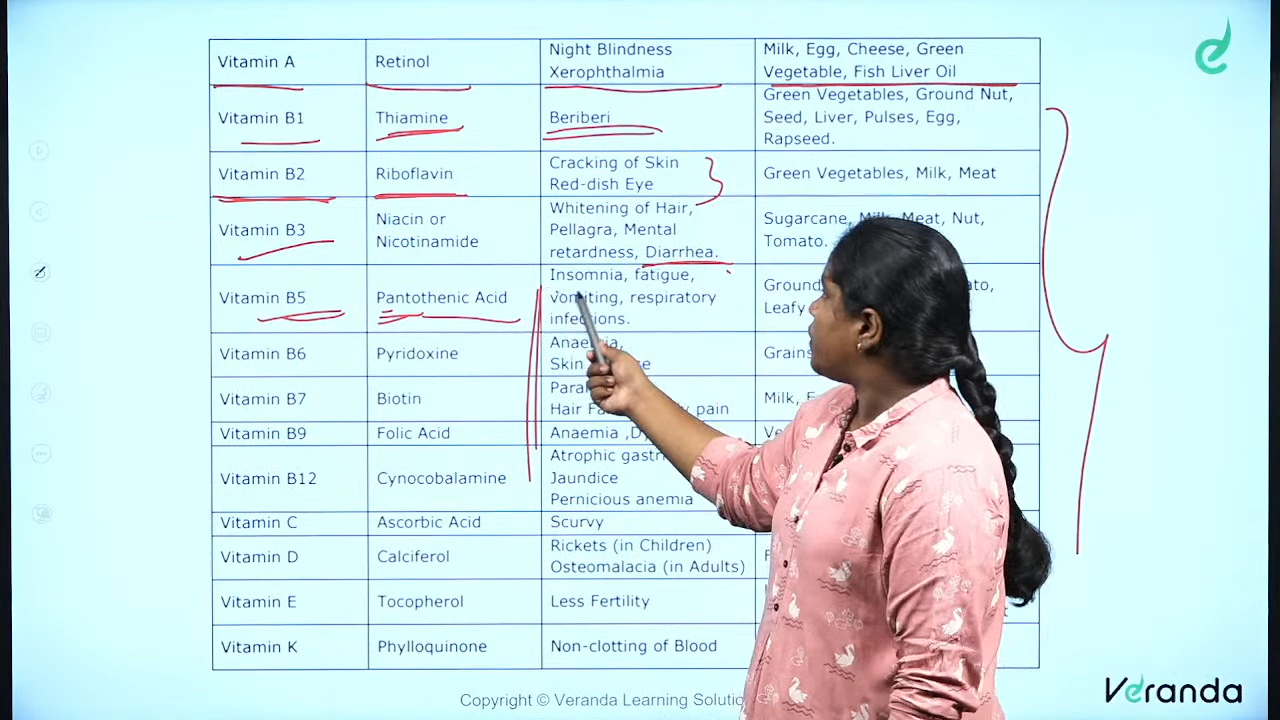 Vitamin A
Retinol
Night Blindness
Xerophthalmia
Milk, Egg, Cheese, Green
Vegetable, Fish Liver Oil
Vitamin B1
Thiamine
Beriberi
Green Vegetables, Ground Nut,
Seed, Liver, Pulses, Egg,
Rapseed.
Vitamin B2
Riboflavin
Cracking of Skin
Red-dish Eye
Green Vegetables, Milk, Meat
Vitamin B3
Niacin or
Nicotinamide
Whitening of Hair,
Pellagra, Mental
retardness, Diarrhea.
Sugarcane, Milk, Meat, Nut,
Tomato.
Vitamin B5
Pantothenic Acid
Insomnia, fatigue,
vomiting, respiratory
infections.
Leafy
Vitamin B6
Pyridoxine
Anaemia,
Skin
Vitamin B7
Biotin
Hair pain
Milk,
Vitamin B9
Folic Acid
Anaemia
Vitamin B12
Cynocobalamine
Atrophic
Jaundice
Pernicious anemia
Vitamin C
Ascorbic Acid
Scurvy
Vitamin D
Calciferol
Rickets (in Children)
Osteomalacia (in Adults)
Vitamin E
Tocopherol
Less Fertility
Vitamin K
Phylloquinone
Non-clotting of Blood
Copyright © Veranda Learning
Veranda